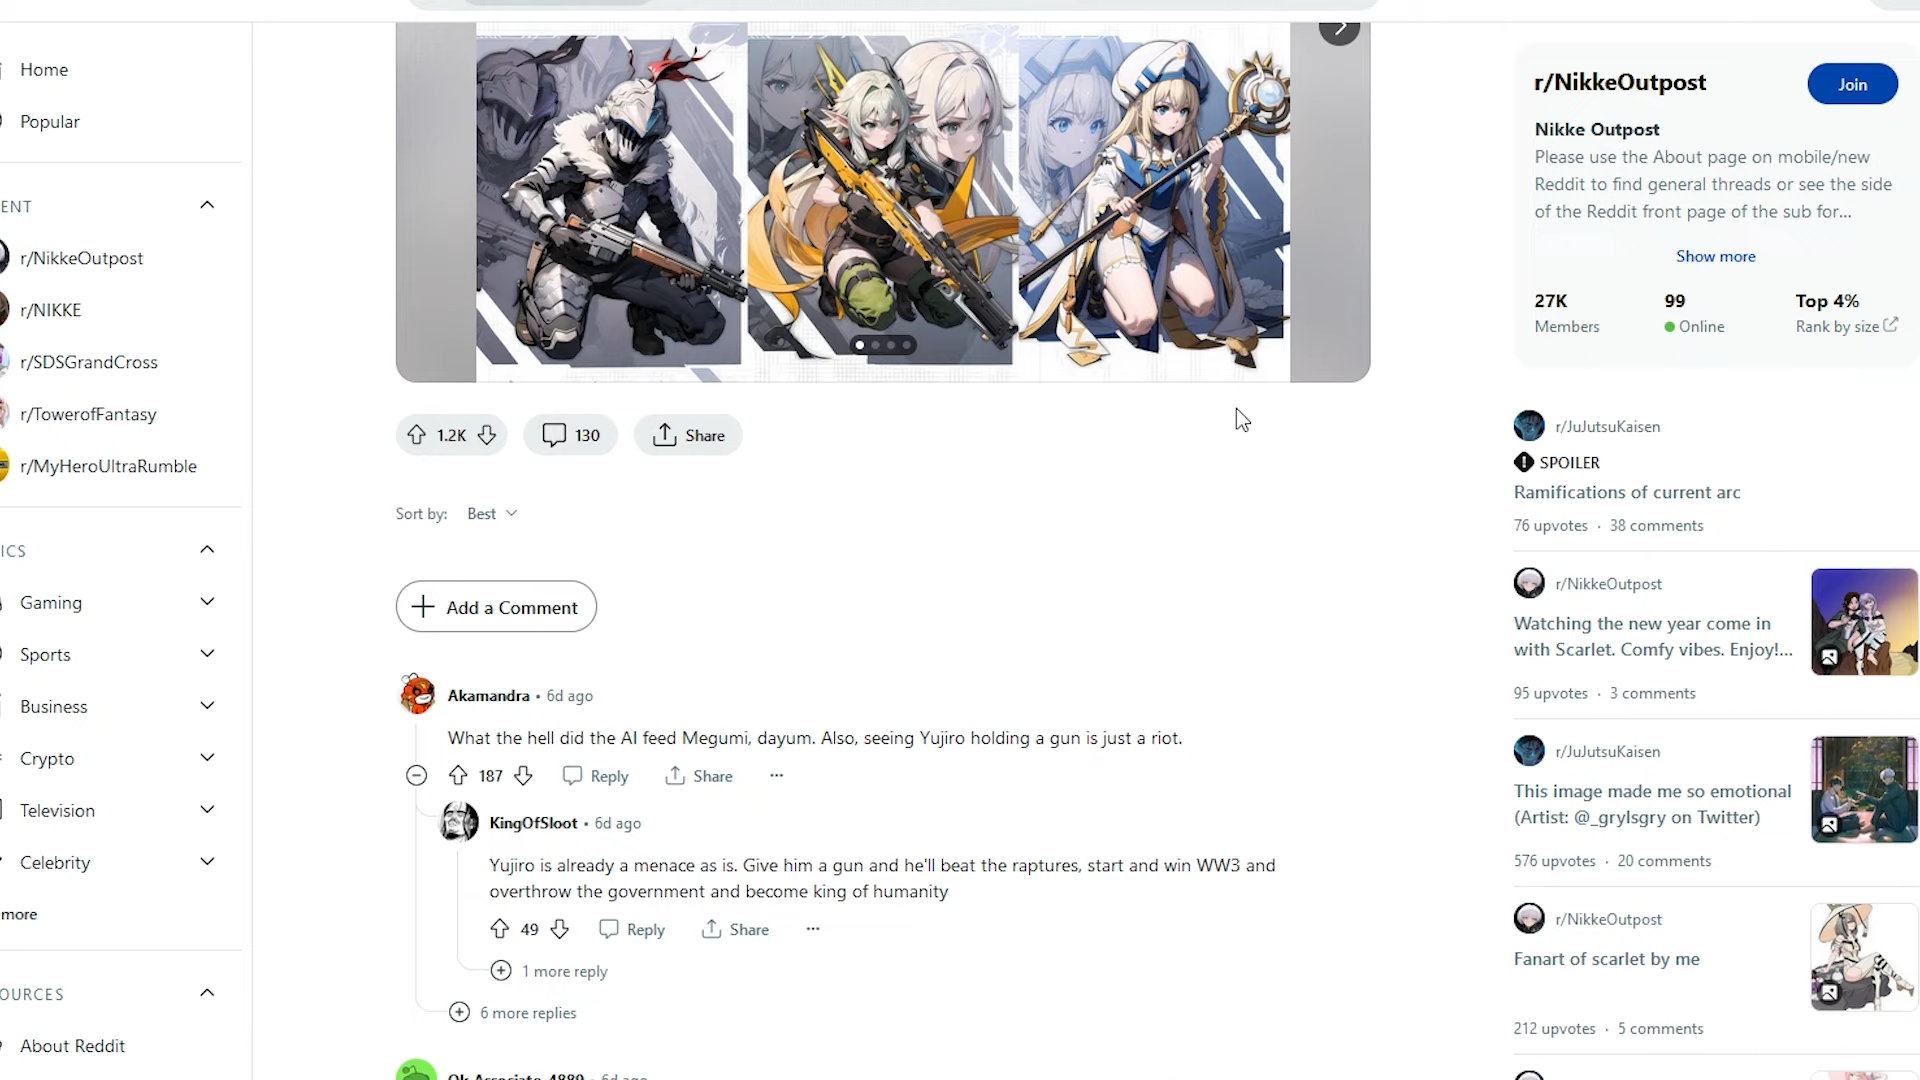 Home
Popular
ENT
r/NikkeOutpost
r/NIKKE
r/SDSGrandCross
r/TowerofFantasy
r/MyHeroUltraRumble
ICS
Gaming
Sports
Business
Crypto
Television
Celebrity
more
OURCES
About Reddit
1.2K
130
Share
Sort by: Best
Add a Comment
Akamandra • 6d ago
What the hell did the AI feed Megumi, dayum. Also, seeing Yujiro holding a gun is just a riot.
187 Reply Share ...
KingOfSloot • 6d ago
Yujiro is already a menace as is. Give him a gun and he'll beat the raptures, start and win WW3 and
overthrow the government and become king of humanity
49 Reply Share ...
1 more reply
6 more replies
Ok-Associate-4889 • 6d ago
r/NikkeOutpost
Join
Nikke Outpost
Please use the About page on mobile/new
Reddit to find general threads or see the side
of the Reddit front page of the sub for...
Show more
27K 99 Top 4%
Members Online Rank by size
r/JuJutsuKaisen
SPOILER
Ramifications of current arc
76 upvotes · 38 comments
r/NikkeOutpost
Watching the new year come in
with Scarlet. Comfy vibes. Enjoy!...
95 upvotes · 3 comments
r/JuJutsuKaisen
This image made me so emotional
(Artist: @_grylsgry on Twitter)
576 upvotes · 20 comments
r/NikkeOutpost
Fanart of scarlet by me
212 upvotes · 5 comments